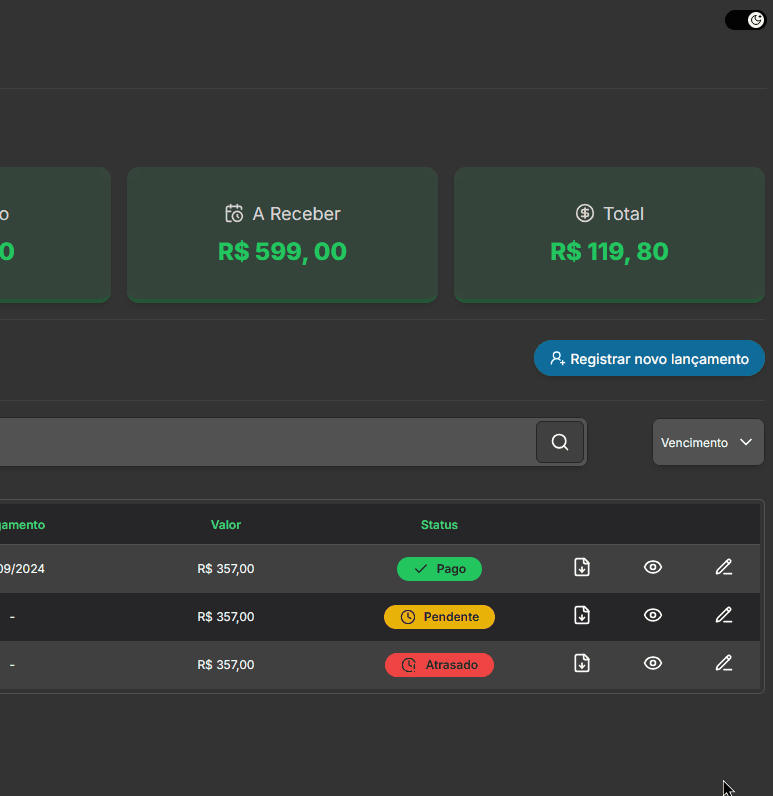 o
A Receber
Total
0
R$ 599, 00
R$ 119, 80
Registrar novo lançamento
Vencimento
gamento
Valor
Status
09/2024
R$ 357,00
Pago
-
R$ 357,00
Pendente
-
R$ 357,00
Atrasado